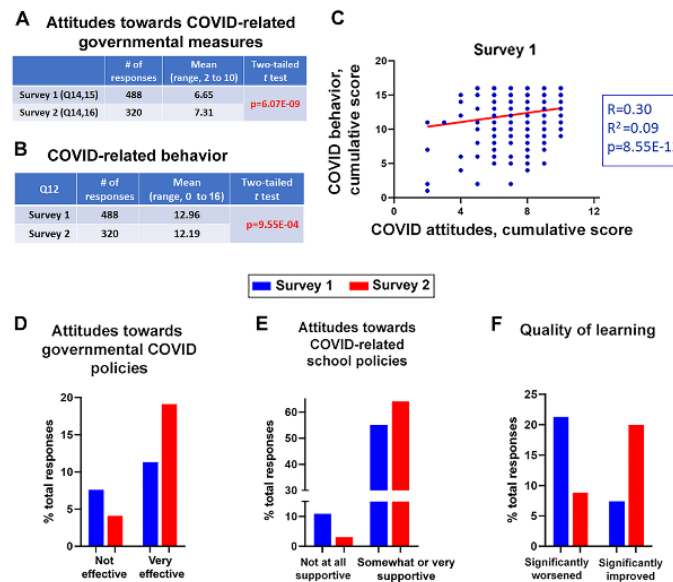 A Attitudes towards COVID-related
governmental measures
# of responses Mean (range, 2 to 10) Two-tailed t test
Survey 1 (Q14,15) 488 6.65 p=6.07E-09
Survey 2 (Q14,16) 320 7.31
B COVID-related behavior
Q12 # of responses Mean (range, 0 to 16) Two-tailed t test
Survey 1 488 12.96 p=9.55E-04
Survey 2 320 12.19
C
Survey 1
COVID behavior,
cumulative score
20
15
10
5
0
0 4 8 12
COVID attitudes, cumulative score
R=0.30
R²=0.09
p=8.55E-1
Survey 1 Survey 2
D Attitudes towards
governmental COVID
policies
% total responses
20
15
10
5
0
Not
effective
Very
effective
E Attitudes towards
COVID-related
school policies
% total responses
60
50
40
30
10
0
Not at all
supportive
Somewhat or very
supportive
F Quality of learning
% total responses
25
20
15
10
5
0
Significantly
worsened
Significantly
improved